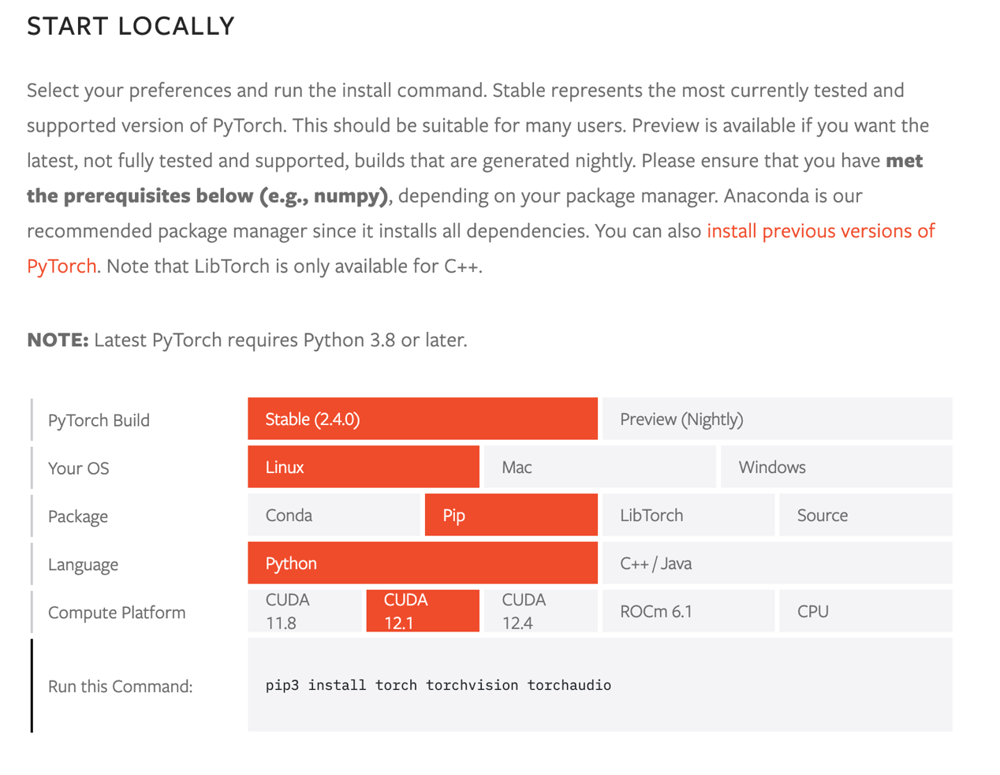 START LOCALLY
Select your preferences and run the install command. Stable represents the most currently tested and
supported version of PyTorch. This should be suitable for many users. Preview is available if you want the
latest, not fully tested and supported, builds that are generated nightly. Please ensure that you have met
the prerequisites below (e.g., numpy), depending on your package manager. Anaconda is our
recommended package manager since it installs all dependencies. You can also install previous versions of
PyTorch. Note that LibTorch is only available for C++.
NOTE: Latest PyTorch requires Python 3.8 or later.
PyTorch Build
Stable (2.4.0)
Preview (Nightly)
Your OS
Linux
Mac
Windows
Package
Conda
Pip
LibTorch
Source
Language
Python
C++ / Java
Compute Platform
CUDA
11.8
CUDA
12.1
CUDA
12.4
ROCm 6.1
CPU
Run this Command:
pip3 install torch torchvision torchaudio